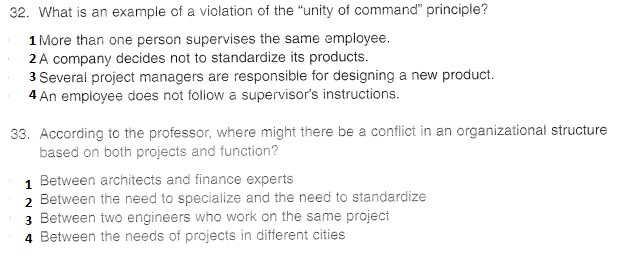 32. What is an example of a violation of the “unity of command” principle?
1 More than one person supervises the same employee.
2 A company decides not to standardize its products.
3 Several project managers are responsible for designing a new product.
4 An employee does not follow a supervisor's instructions.
33. According to the professor, where might there be a conflict in an organizational structure
based on both projects and function?
1 Between architects and finance experts
2 Between the need to specialize and the need to standardize
3 Between two engineers who work on the same project
4 Between the needs of projects in different cities